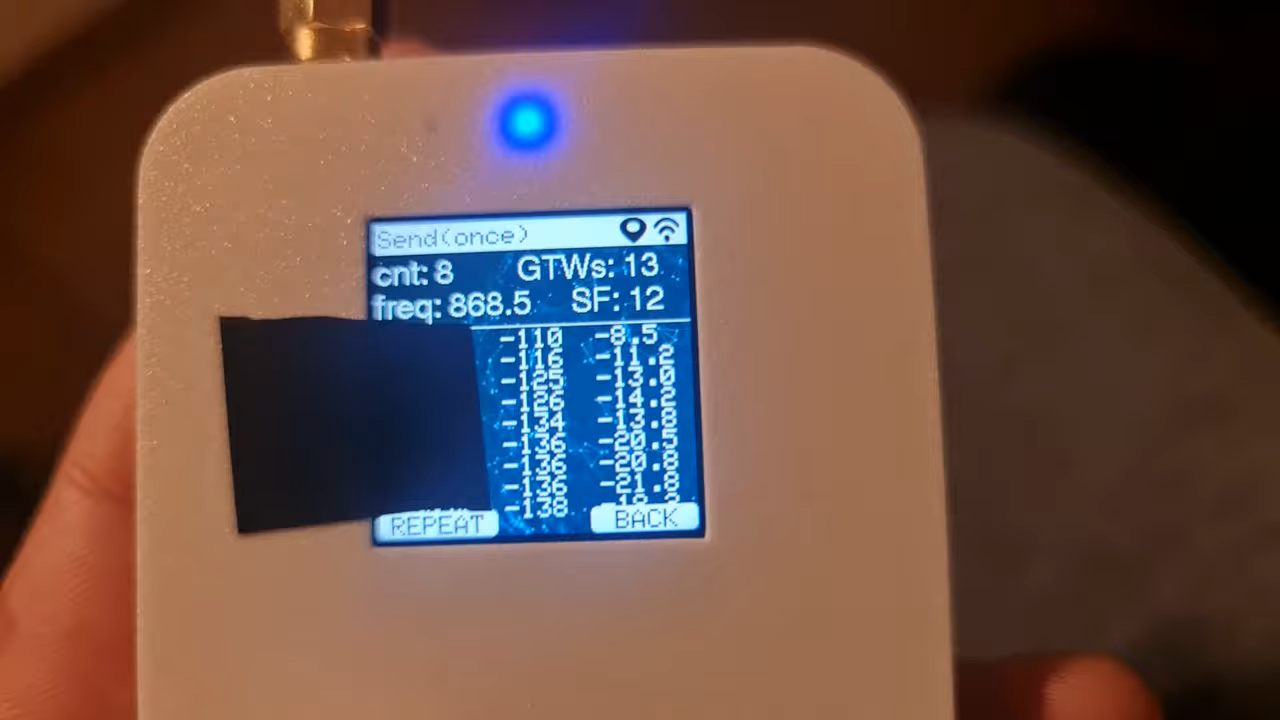 Send(once)
cnt: 8 GTWs: 13
freq: 868.5 SF: 12
-110 -8.5
-116 -11.2
-125 -13.0
-126 -14.2
-134 -13.8
-136 -20.5
-136 -20.8
-136 -21.8
-138
REPEAT BACK